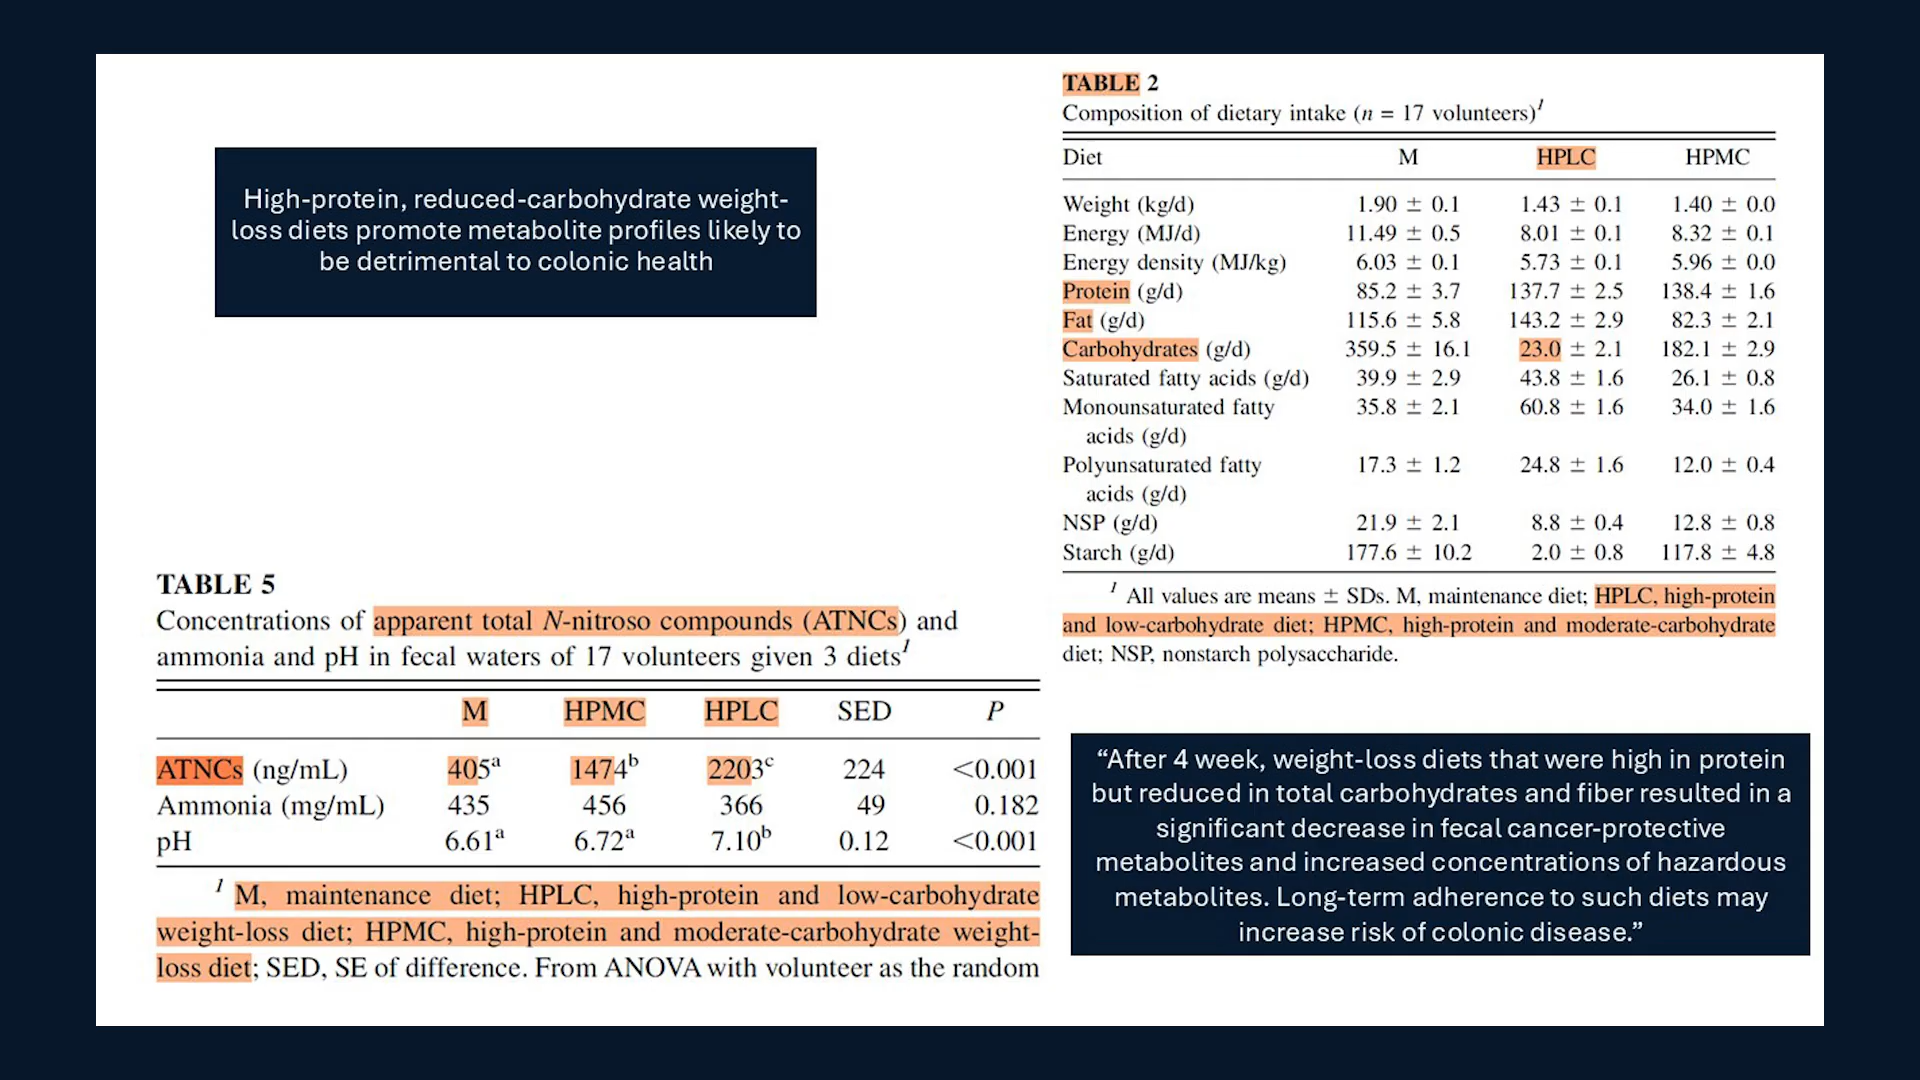 High-protein, reduced-carbohydrate weight-
loss diets promote metabolite profiles likely to
be detrimental to colonic health
TABLE 2
Composition of dietary intake (n = 17 volunteers)1
Diet M HPLC HPMC
Weight (kg/d) 1.90 ± 0.1 1.43 ± 0.1 1.40 ± 0.0
Energy (MJ/d) 11.49 ± 0.5 8.01 ± 0.1 8.32 ± 0.1
Energy density (MJ/kg) 6.03 ± 0.1 5.73 ± 0.1 5.96 ± 0.0
Protein (g/d) 85.2 ± 3.7 137.7 ± 2.5 138.4 ± 1.6
Fat (g/d) 115.6 ± 5.8 143.2 ± 2.9 82.3 ± 2.1
Carbohydrates (g/d) 359.5 ± 16.1 23.0 ± 2.1 182.1 ± 2.9
Saturated fatty acids (g/d) 39.9 ± 2.9 43.8 ± 1.6 26.1 ± 0.8
Monounsaturated fatty 35.8 ± 2.1 60.8 ± 1.6 34.0 ± 1.6
acids (g/d)
Polyunsaturated fatty 17.3 ± 1.2 24.8 ± 1.6 12.0 ± 0.4
acids (g/d)
NSP (g/d) 21.9 ± 2.1 8.8 ± 0.4 12.8 ± 0.8
Starch (g/d) 177.6 ± 10.2 2.0 ± 0.8 117.8 ± 4.8
1 All values are means ± SDs. M, maintenance diet; HPLC, high-protein
and low-carbohydrate diet; HPMC, high-protein and moderate-carbohydrate
diet; NSP, nonstarch polysaccharide.
TABLE 5
Concentrations of apparent total N-nitroso compounds (ATNCs) and
ammonia and pH in fecal waters of 17 volunteers given 3 diets1
M HPMC HPLC SED P
ATNCs (ng/mL) 405a 1474b 2203c 224 <0.001
Ammonia (mg/mL) 435 456 366 49 0.182
pH 6.61a 6.72a 7.10b 0.12 <0.001
1 M, maintenance diet; HPLC, high-protein and low-carbohydrate
weight-loss diet; HPMC, high-protein and moderate-carbohydrate weight-
loss diet; SED, SE of difference. From ANOVA with volunteer as the random
“After 4 week, weight-loss diets that were high in protein
but reduced in total carbohydrates and fiber resulted in a
significant decrease in fecal cancer-protective
metabolites and increased concentrations of hazardous
metabolites. Long-term adherence to such diets may
increase risk of colonic disease.”